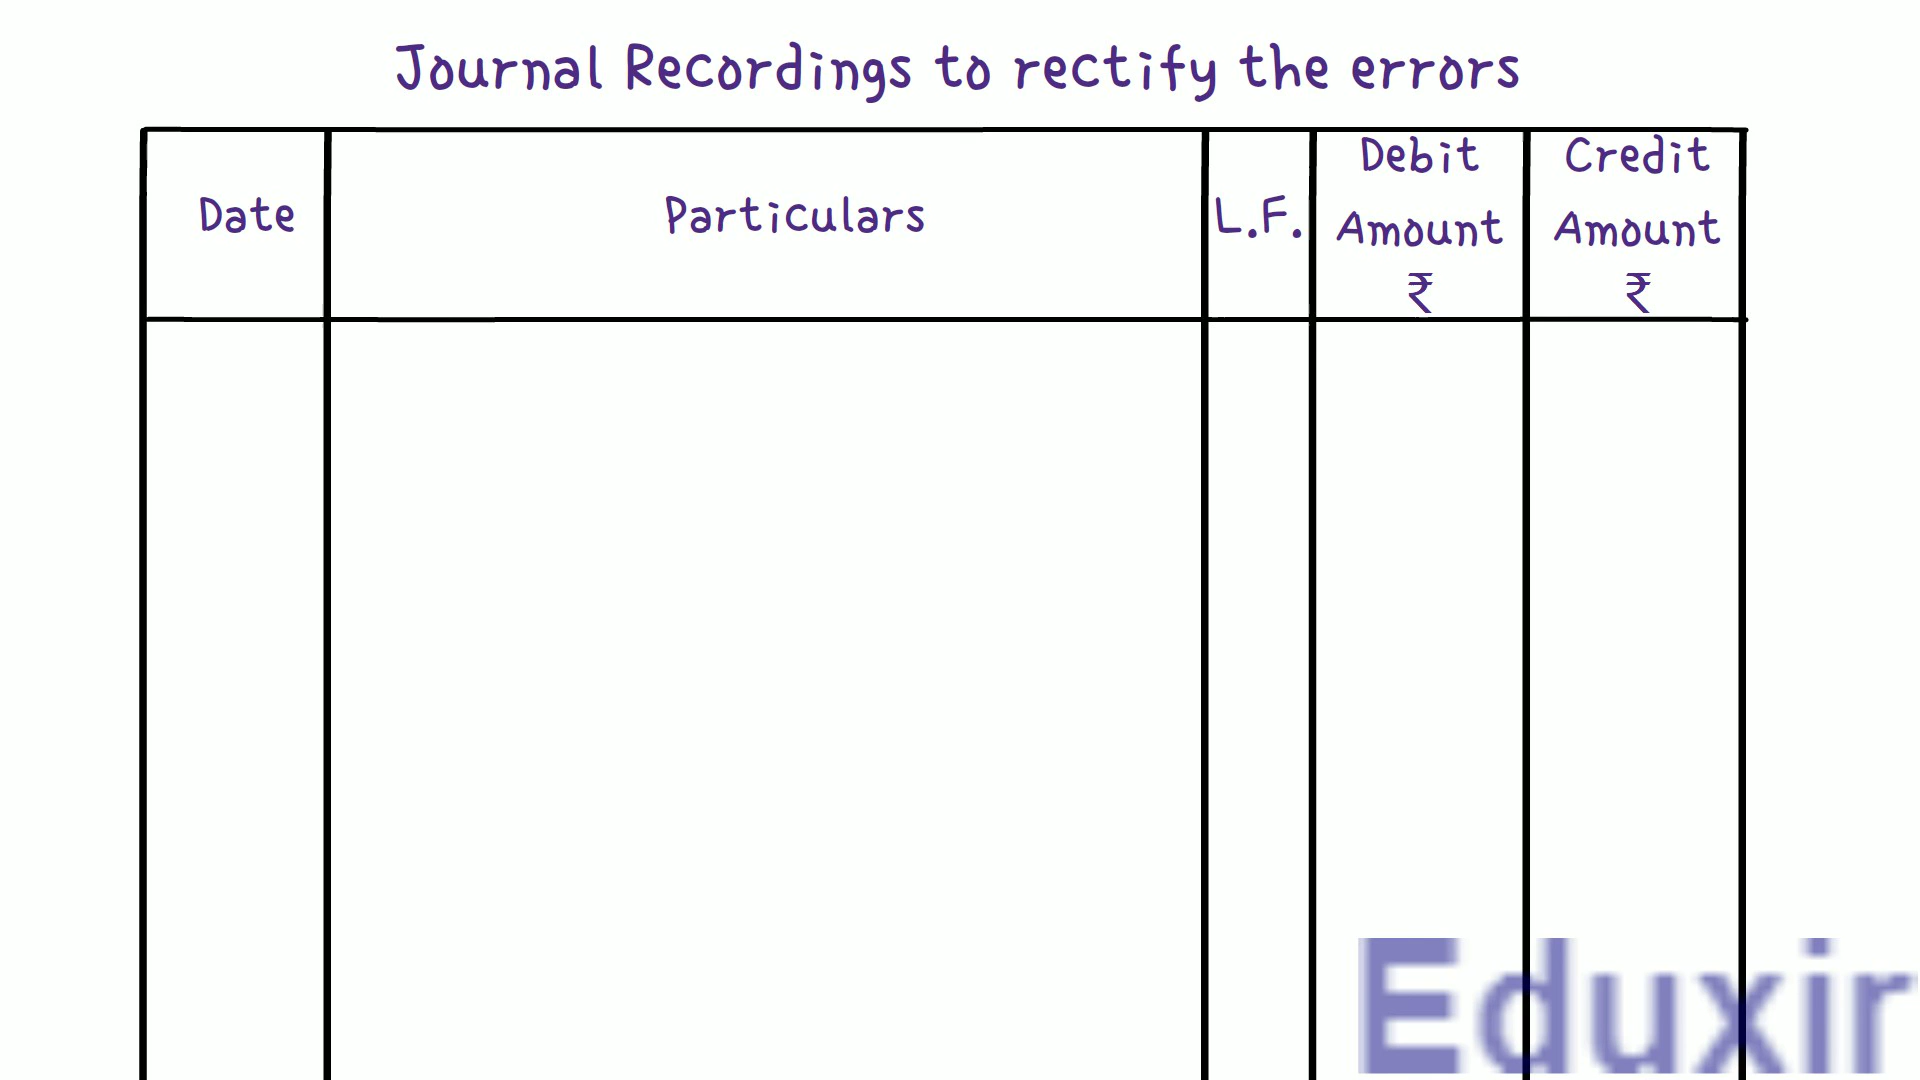 Journal Recordings to rectify the errors
Date
Particulars
L.F.
Debit
Amount
₹
Credit
Amount
₹
Eduxir